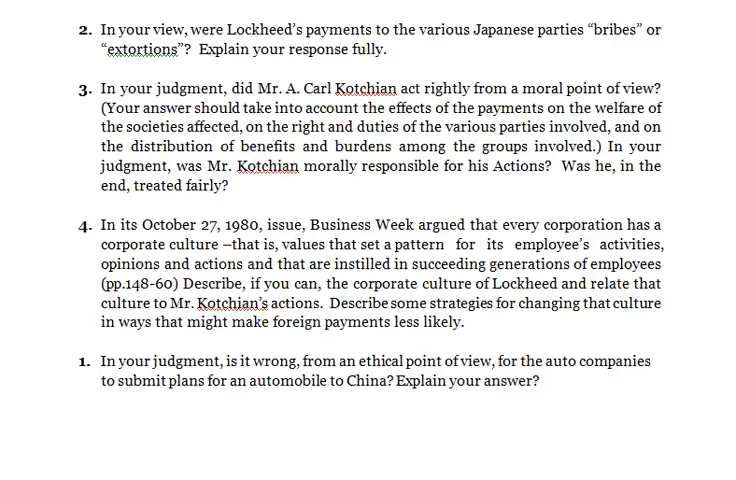 2. In your view, were Lockheed's payments to the various Japanese parties “bribes” or
“extortions”? Explain your response fully.
3. In your judgment, did Mr. A. Carl Kotchian act rightly from a moral point of view?
(Your answer should take into account the effects of the payments on the welfare of
the societies affected, on the right and duties of the various parties involved, and on
the distribution of benefits and burdens among the groups involved.) In your
judgment, was Mr. Kotchian morally responsible for his Actions? Was he, in the
end, treated fairly?
4. In its October 27, 1980, issue, Business Week argued that every corporation has a
corporate culture –that is, values that set a pattern for its employee's activities,
opinions and actions and that are instilled in succeeding generations of employees
(pp.148-60) Describe, if you can, the corporate culture of Lockheed and relate that
culture to Mr. Kotchian's actions. Describe some strategies for changing that culture
in ways that might make foreign payments less likely.
1. In your judgment, is it wrong, from an ethical point of view, for the auto companies
to submit plans for an automobile to China? Explain your answer?